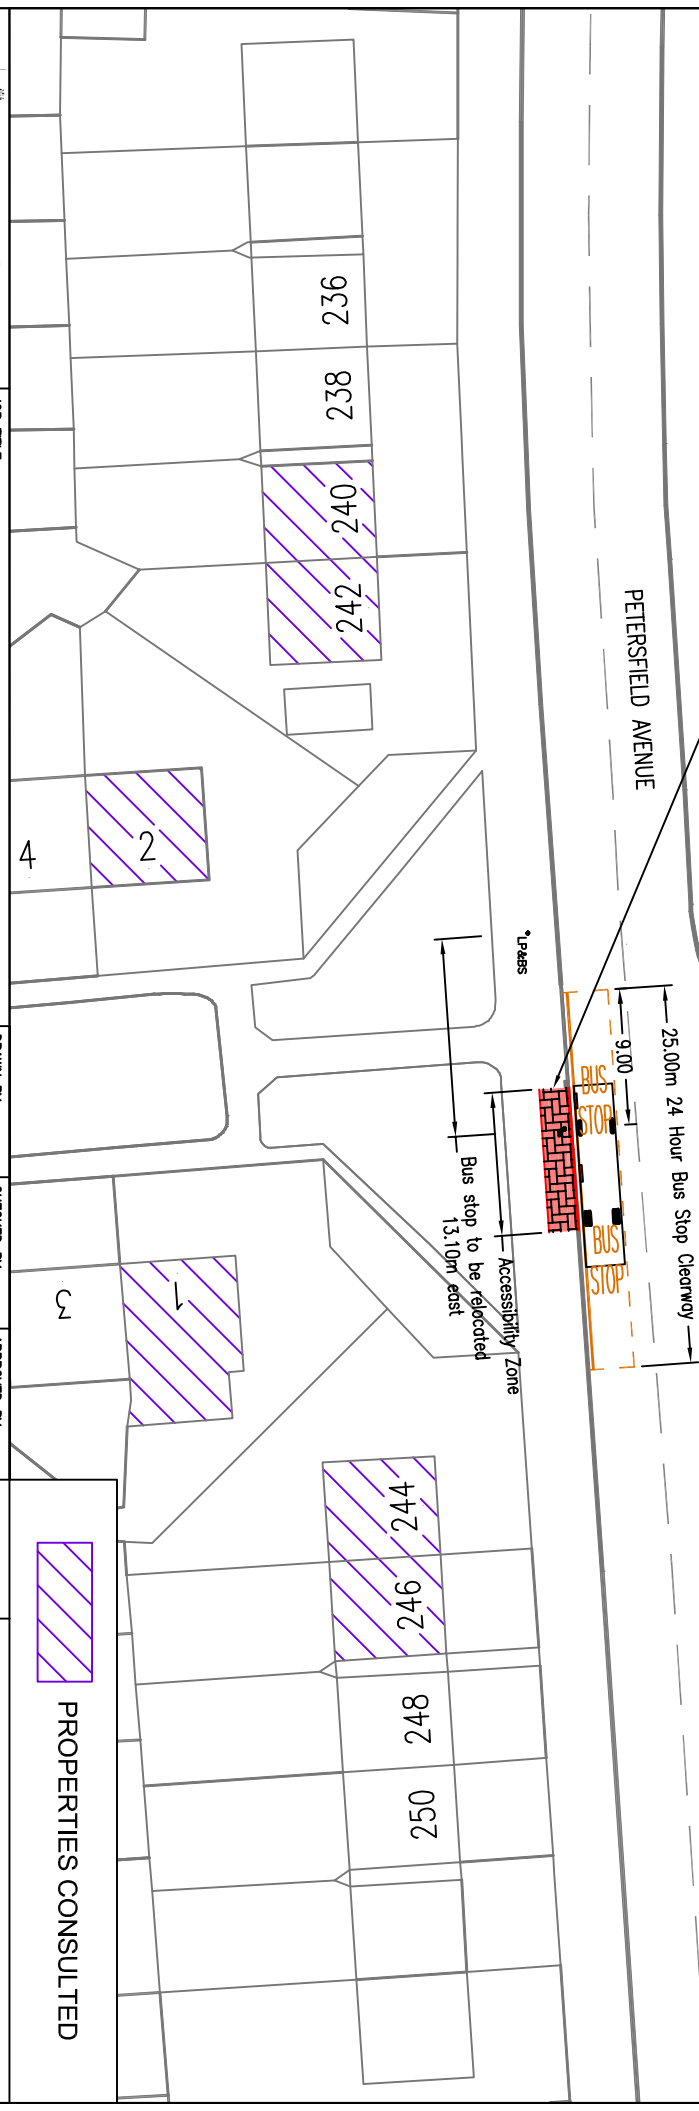 PETERSFIELD AVENUE
25.00m 24 Hour Bus Stop Clearway
9.00
BUS
STOP
BUS
STOP
LP&BS
Accessibility Zone
Bus stop to be relocated
13.10m east
236
238
240
242
244
246
248
250
2
4
1
3
PROPERTIES CONSULTED